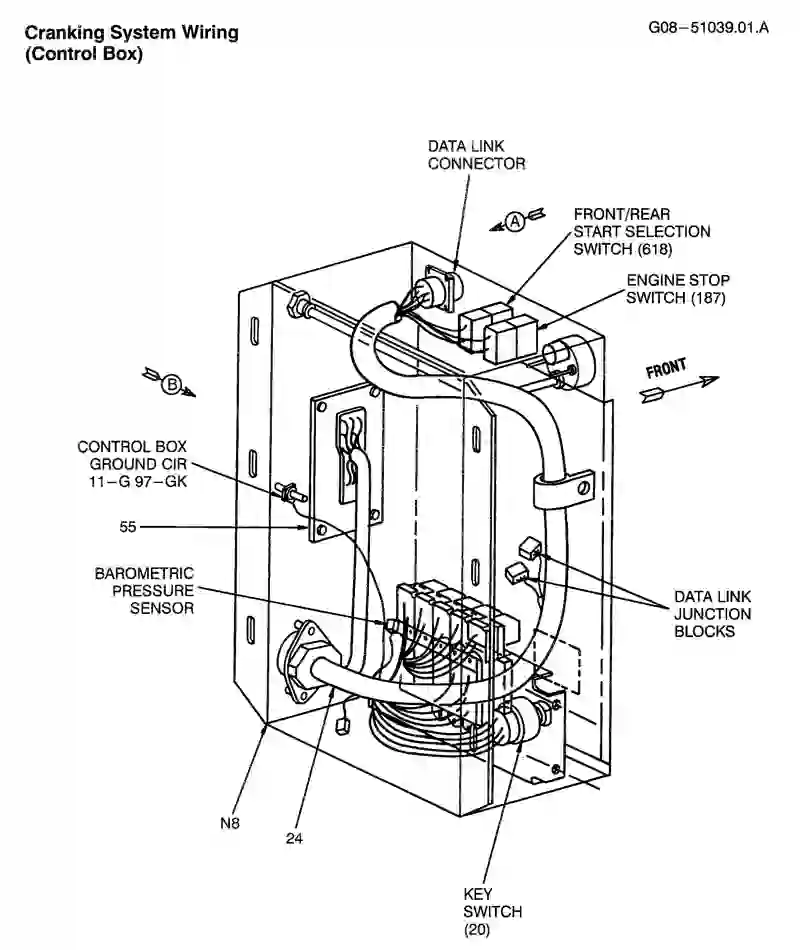 Cranking System Wiring
(Control Box)
G08-51039.01.A
DATA LINK
CONNECTOR
A
FRONT/REAR
START SELECTION
SWITCH (618)
ENGINE STOP
SWITCH (187)
FRONT
B
CONTROL BOX
GROUND CIR
11-G 97-GK
55
BAROMETRIC
PRESSURE
SENSOR
DATA LINK
JUNCTION
BLOCKS
N8
24
KEY
SWITCH
(20)